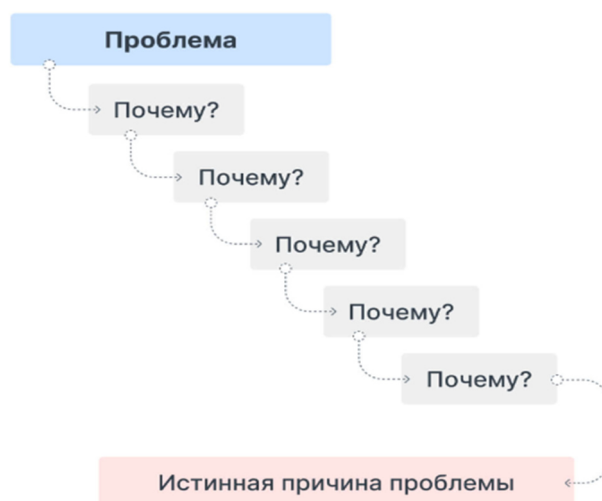 Проблема
Почему?
Почему?
Почему?
Почему?
Почему?
Истинная причина проблемы